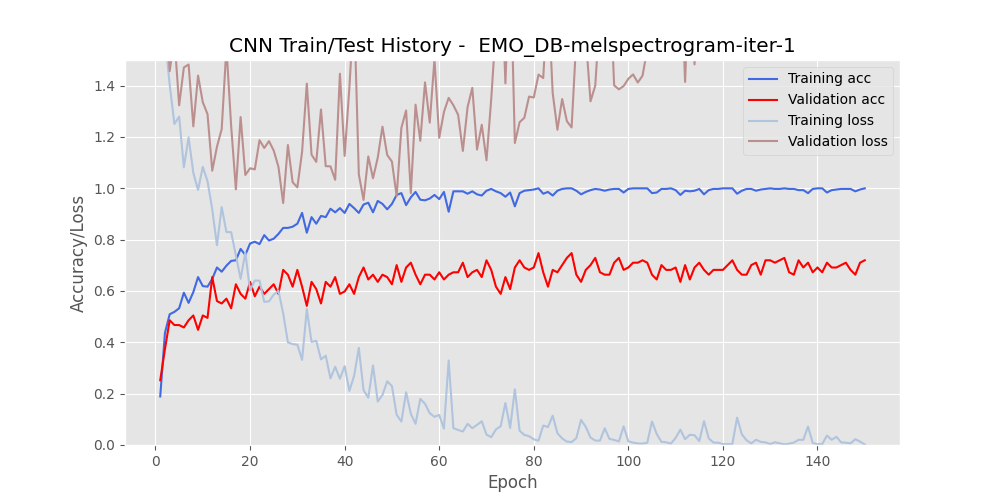 CNN Train/Test History -  EMO_DB-melspectrogram-iter-1
Training acc
Validation acc
Training loss
Validation loss
Accuracy/Loss
1.4
1.2
1.0
0.8
0.6
0.4
0.2
0.0
0 20 40 60 80 100 120 140
Epoch